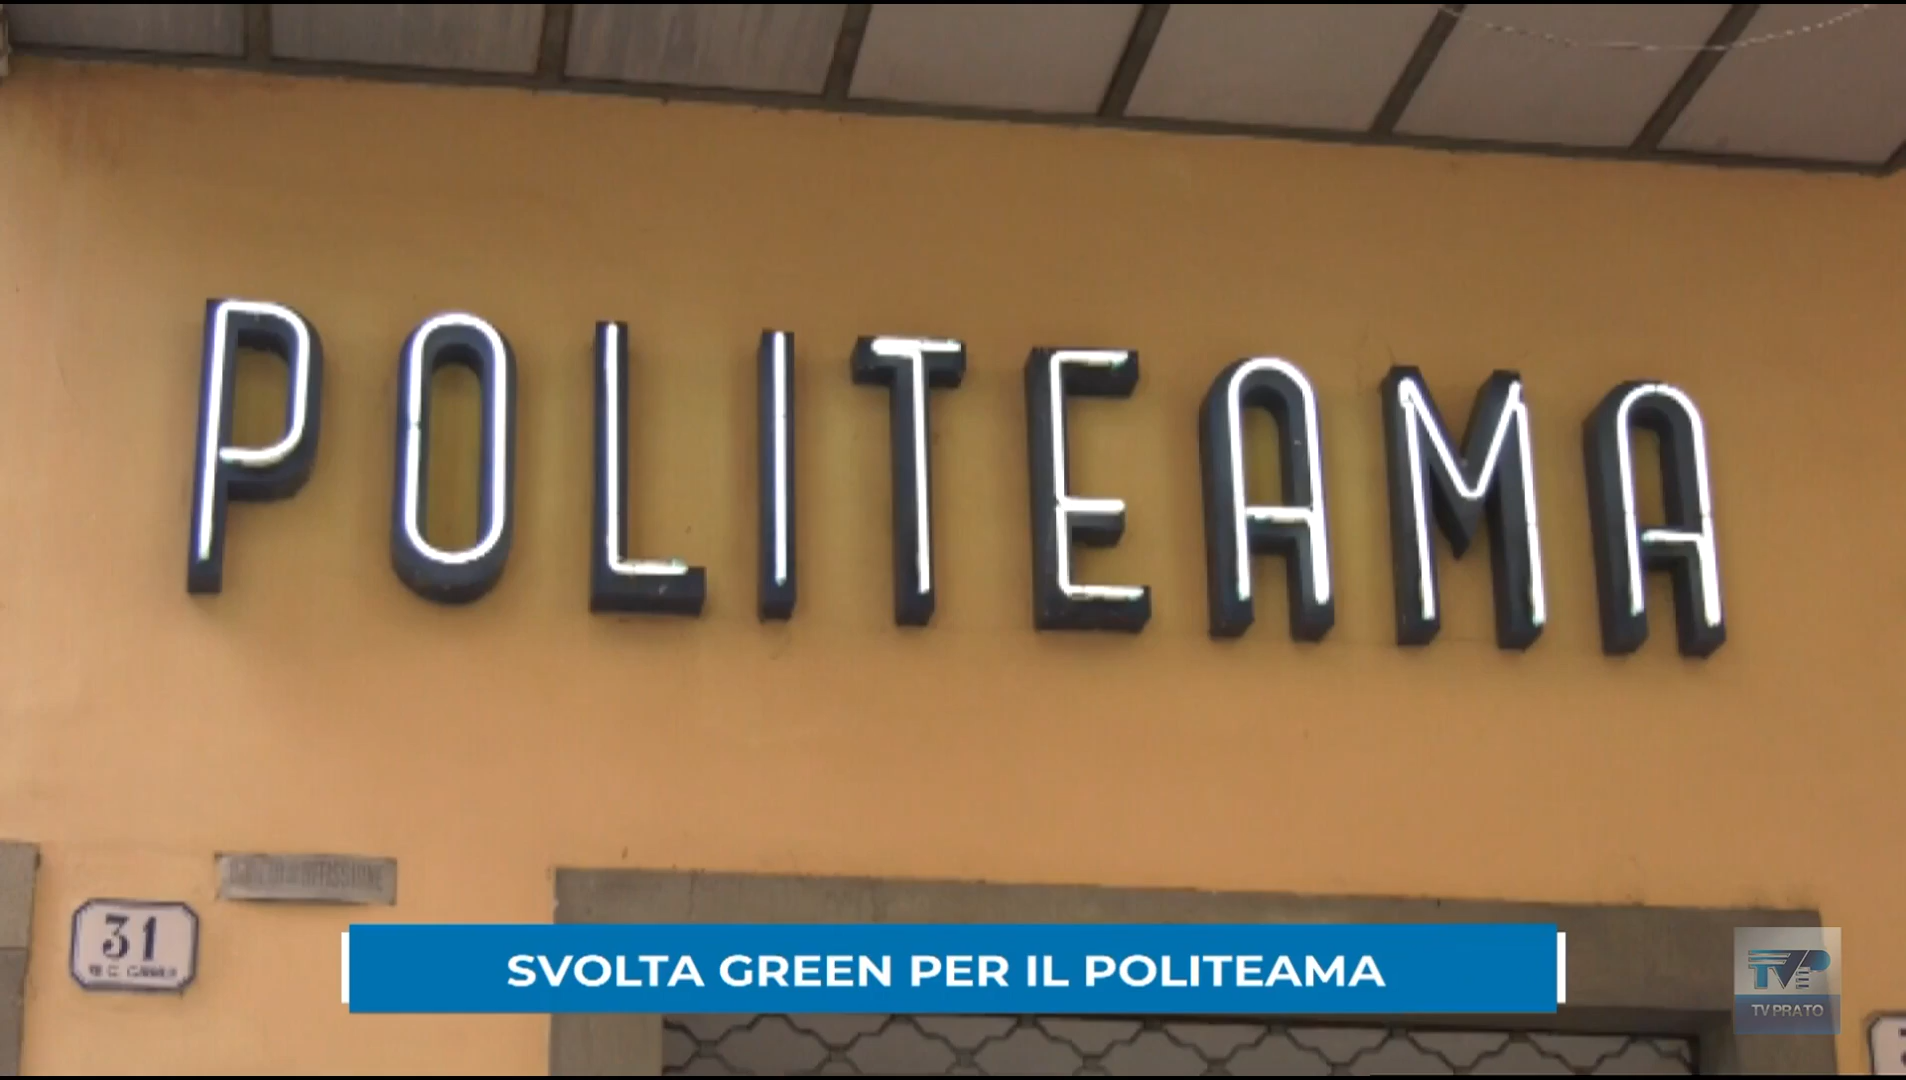 POLITEAMA
31
SVOLTA GREEN PER IL POLITEAMA
TV PRATO